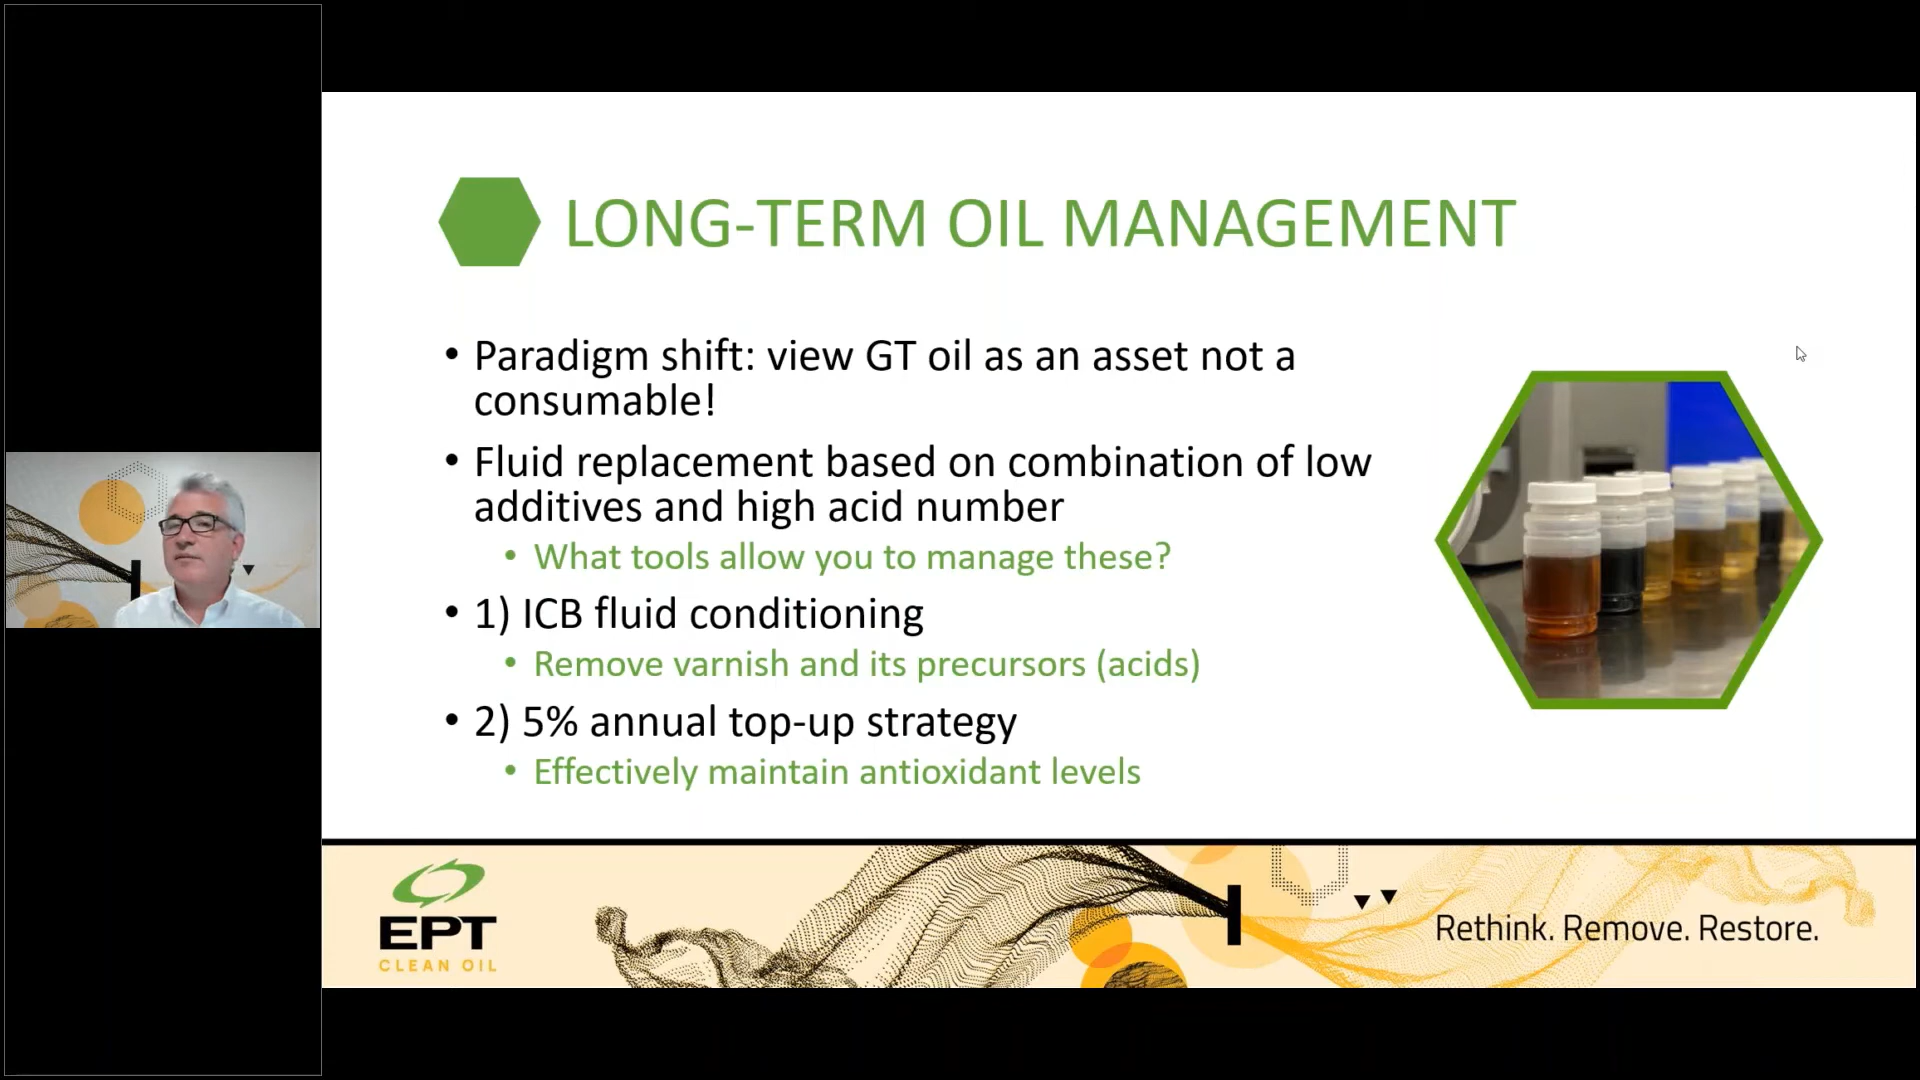 LONG-TERM OIL MANAGEMENT
• Paradigm shift: view GT oil as an asset not a
consumable!
• Fluid replacement based on combination of low
additives and high acid number
• What tools allow you to manage these?
• 1) ICB fluid conditioning
• Remove varnish and its precursors (acids)
• 2) 5% annual top-up strategy
• Effectively maintain antioxidant levels
EPT
CLEAN OIL
Rethink. Remove. Restore.